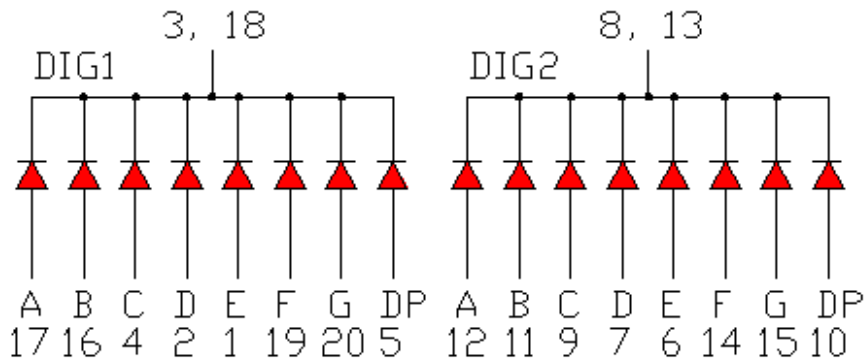 3, 18 8, 13
DIG1 DIG2
A B C D E F G DP A B C D E F G DP
17 16 4 2 1 19 20 5 12 11 9 7 6 14 15 10